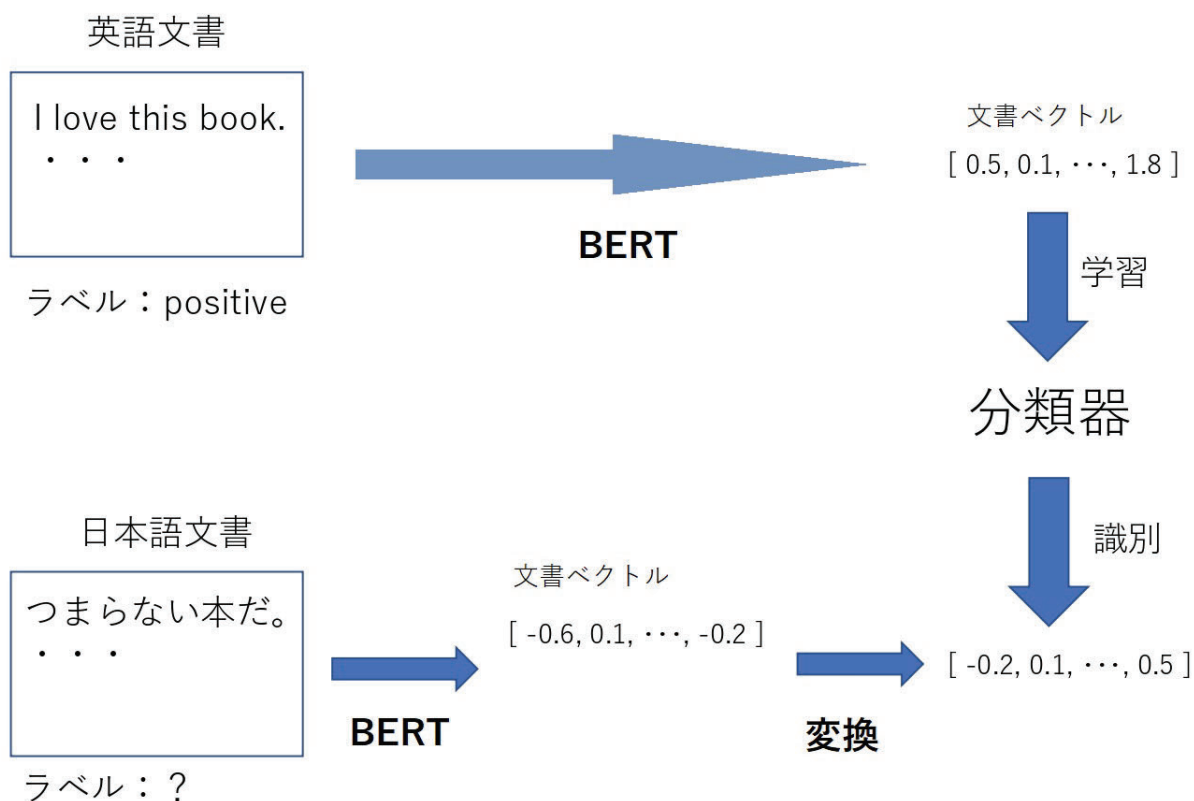 英語文書
I love this book.
・・・
ラベル：positive
BERT
文書ベクトル
[ 0.5, 0.1, ･･･, 1.8 ]
学習
分類器
識別
日本語文書
つまらない本だ。
・・・
ラベル：？
BERT
文書ベクトル
[ -0.6, 0.1, ･･･, -0.2 ]
変換
[ -0.2, 0.1, ･･･, 0.5 ]